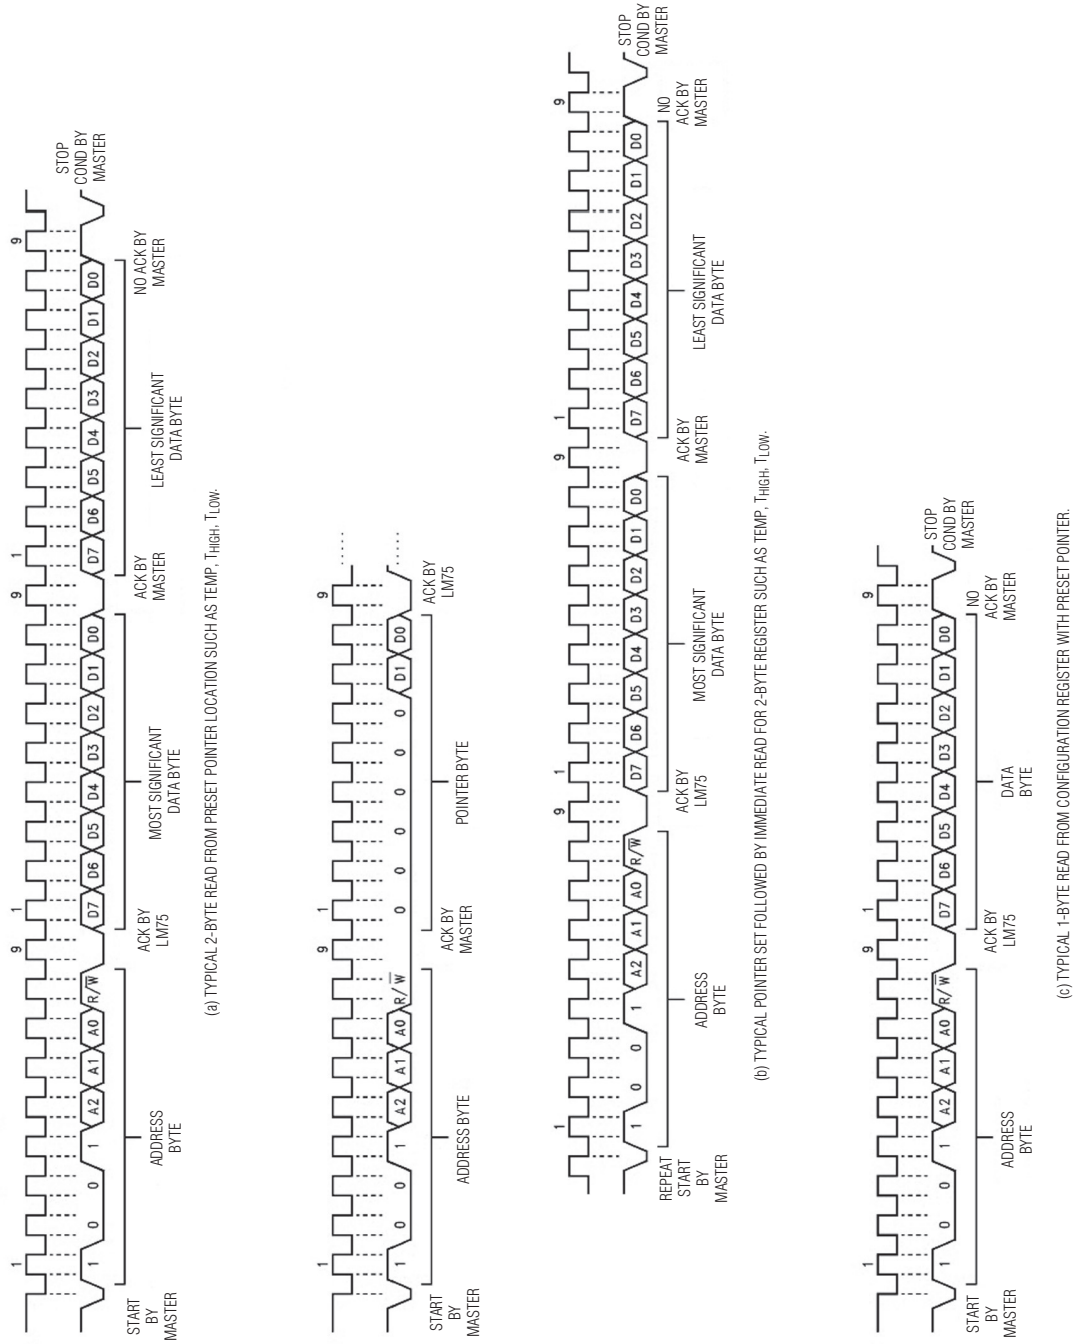 1 9 1 9 1 9
1 0 0 1 A2 A1 A0 R/W D7 D6 D5 D4 D3 D2 D1 D0 D7 D6 D5 D4 D3 D2 D1 D0
START
BY
MASTER
ADDRESS
BYTE
ACK BY
LM75
MOST SIGNIFICANT
DATA BYTE
ACK BY
MASTER
LEAST SIGNIFICANT
DATA BYTE
NO ACK BY
MASTER
STOP
COND BY
MASTER
(a) TYPICAL 2-BYTE READ FROM PRESET POINTER LOCATION SUCH AS TEMP, THIGH, TLOW.
1 9 1 9
1 0 0 1 A2 A1 A0 R/W 0 0 0 0 0 0 D1 D0
START
BY
MASTER
ADDRESS BYTE
ACK BY
MASTER
POINTER BYTE
ACK BY
LM75
1 9 1 9 1 9
1 0 0 1 A2 A1 A0 R/W D7 D6 D5 D4 D3 D2 D1 D0 D7 D6 D5 D4 D3 D2 D1 D0
REPEAT
START
BY
MASTER
ADDRESS
BYTE
ACK BY
LM75
MOST SIGNIFICANT
DATA BYTE
ACK BY
MASTER
LEAST SIGNIFICANT
DATA BYTE
NO
ACK BY
MASTER
STOP
COND BY
MASTER
(b) TYPICAL POINTER SET FOLLOWED BY IMMEDIATE READ FOR 2-BYTE REGISTER SUCH AS TEMP, THIGH, TLOW.
1 9 1 9
1 0 0 1 A2 A1 A0 R/W D7 D6 D5 D4 D3 D2 D1 D0
START
BY
MASTER
ADDRESS
BYTE
ACK BY
LM75
DATA
BYTE
NO
ACK BY
MASTER
STOP
COND BY
MASTER
(c) TYPICAL 1-BYTE READ FROM CONFIGURATION REGISTER WITH PRESET POINTER.